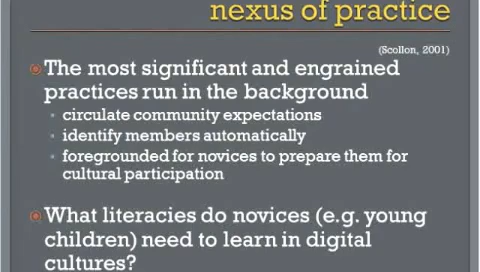 nexus of practice
(Scollon, 2001)
The most significant and engrained
practices run in the background
circulate community expectations
identify members automatically
foregrounded for novices to prepare them for
cultural participation
What literacies do novices (e.g. young
children) need to learn in digital
cultures?